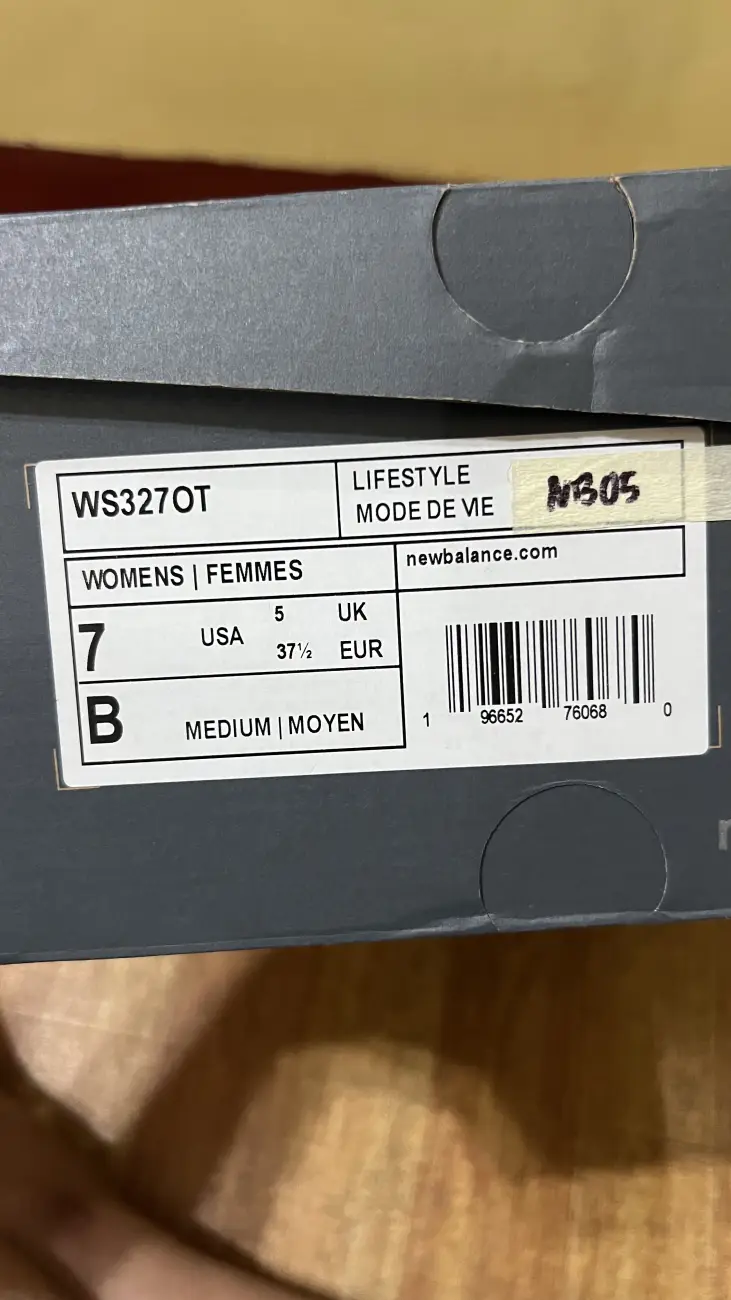 WS327OT
LIFESTYLE
MODE DE VIE
NB05
WOMENS | FEMMES
newbalance.com
7 USA 5 UK
37½ EUR
B MEDIUM | MOYEN
1 96652 76068 0